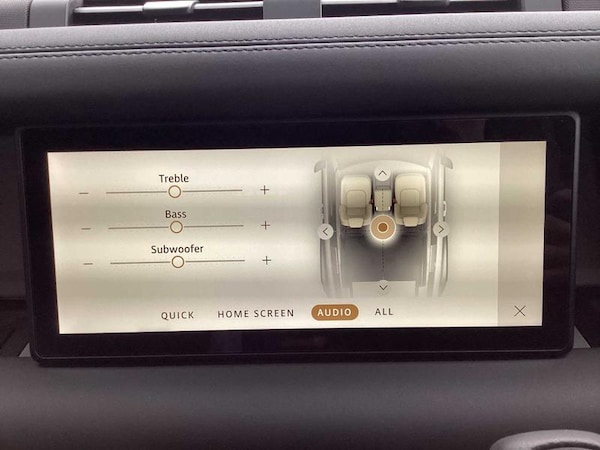 Treble
− +
Bass
− +
Subwoofer
− +
QUICK HOME SCREEN AUDIO ALL